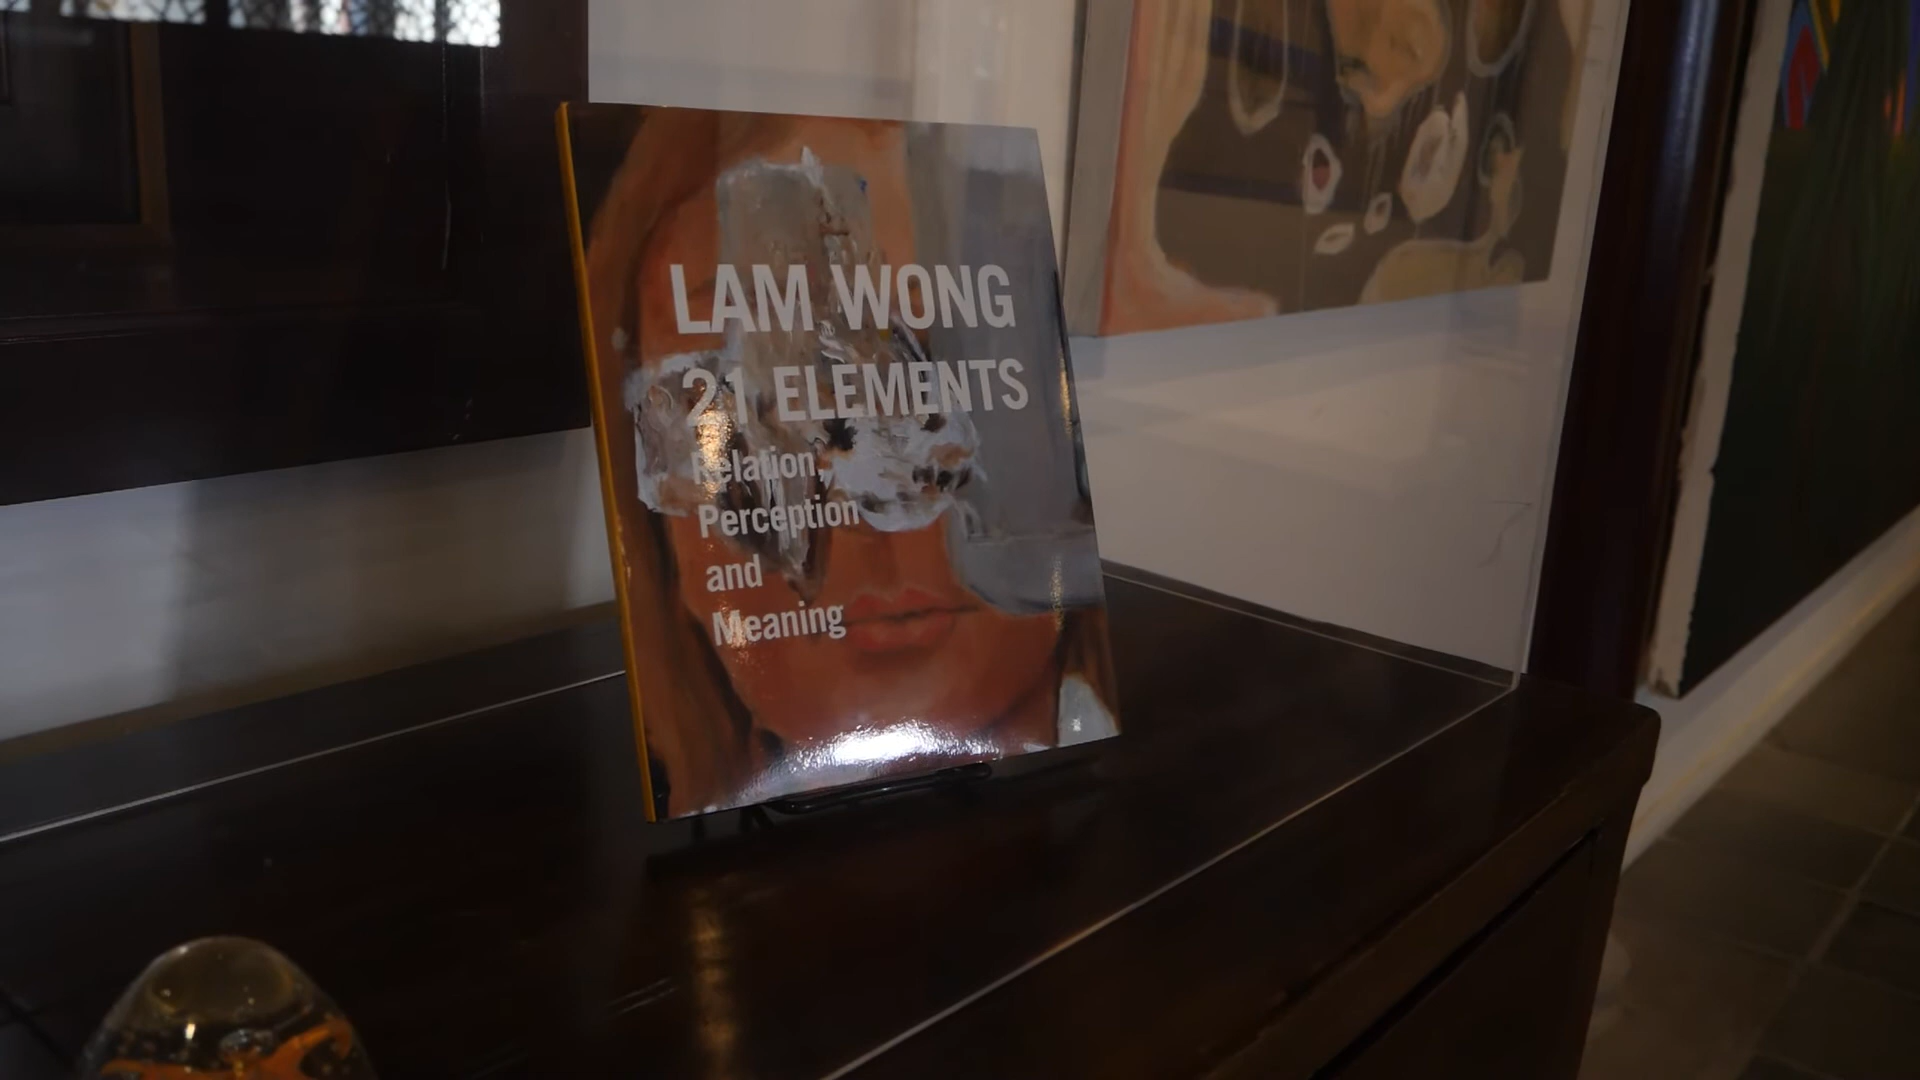 LAM WONG
21 ELEMENTS
Relation,
Perception
and
Meaning